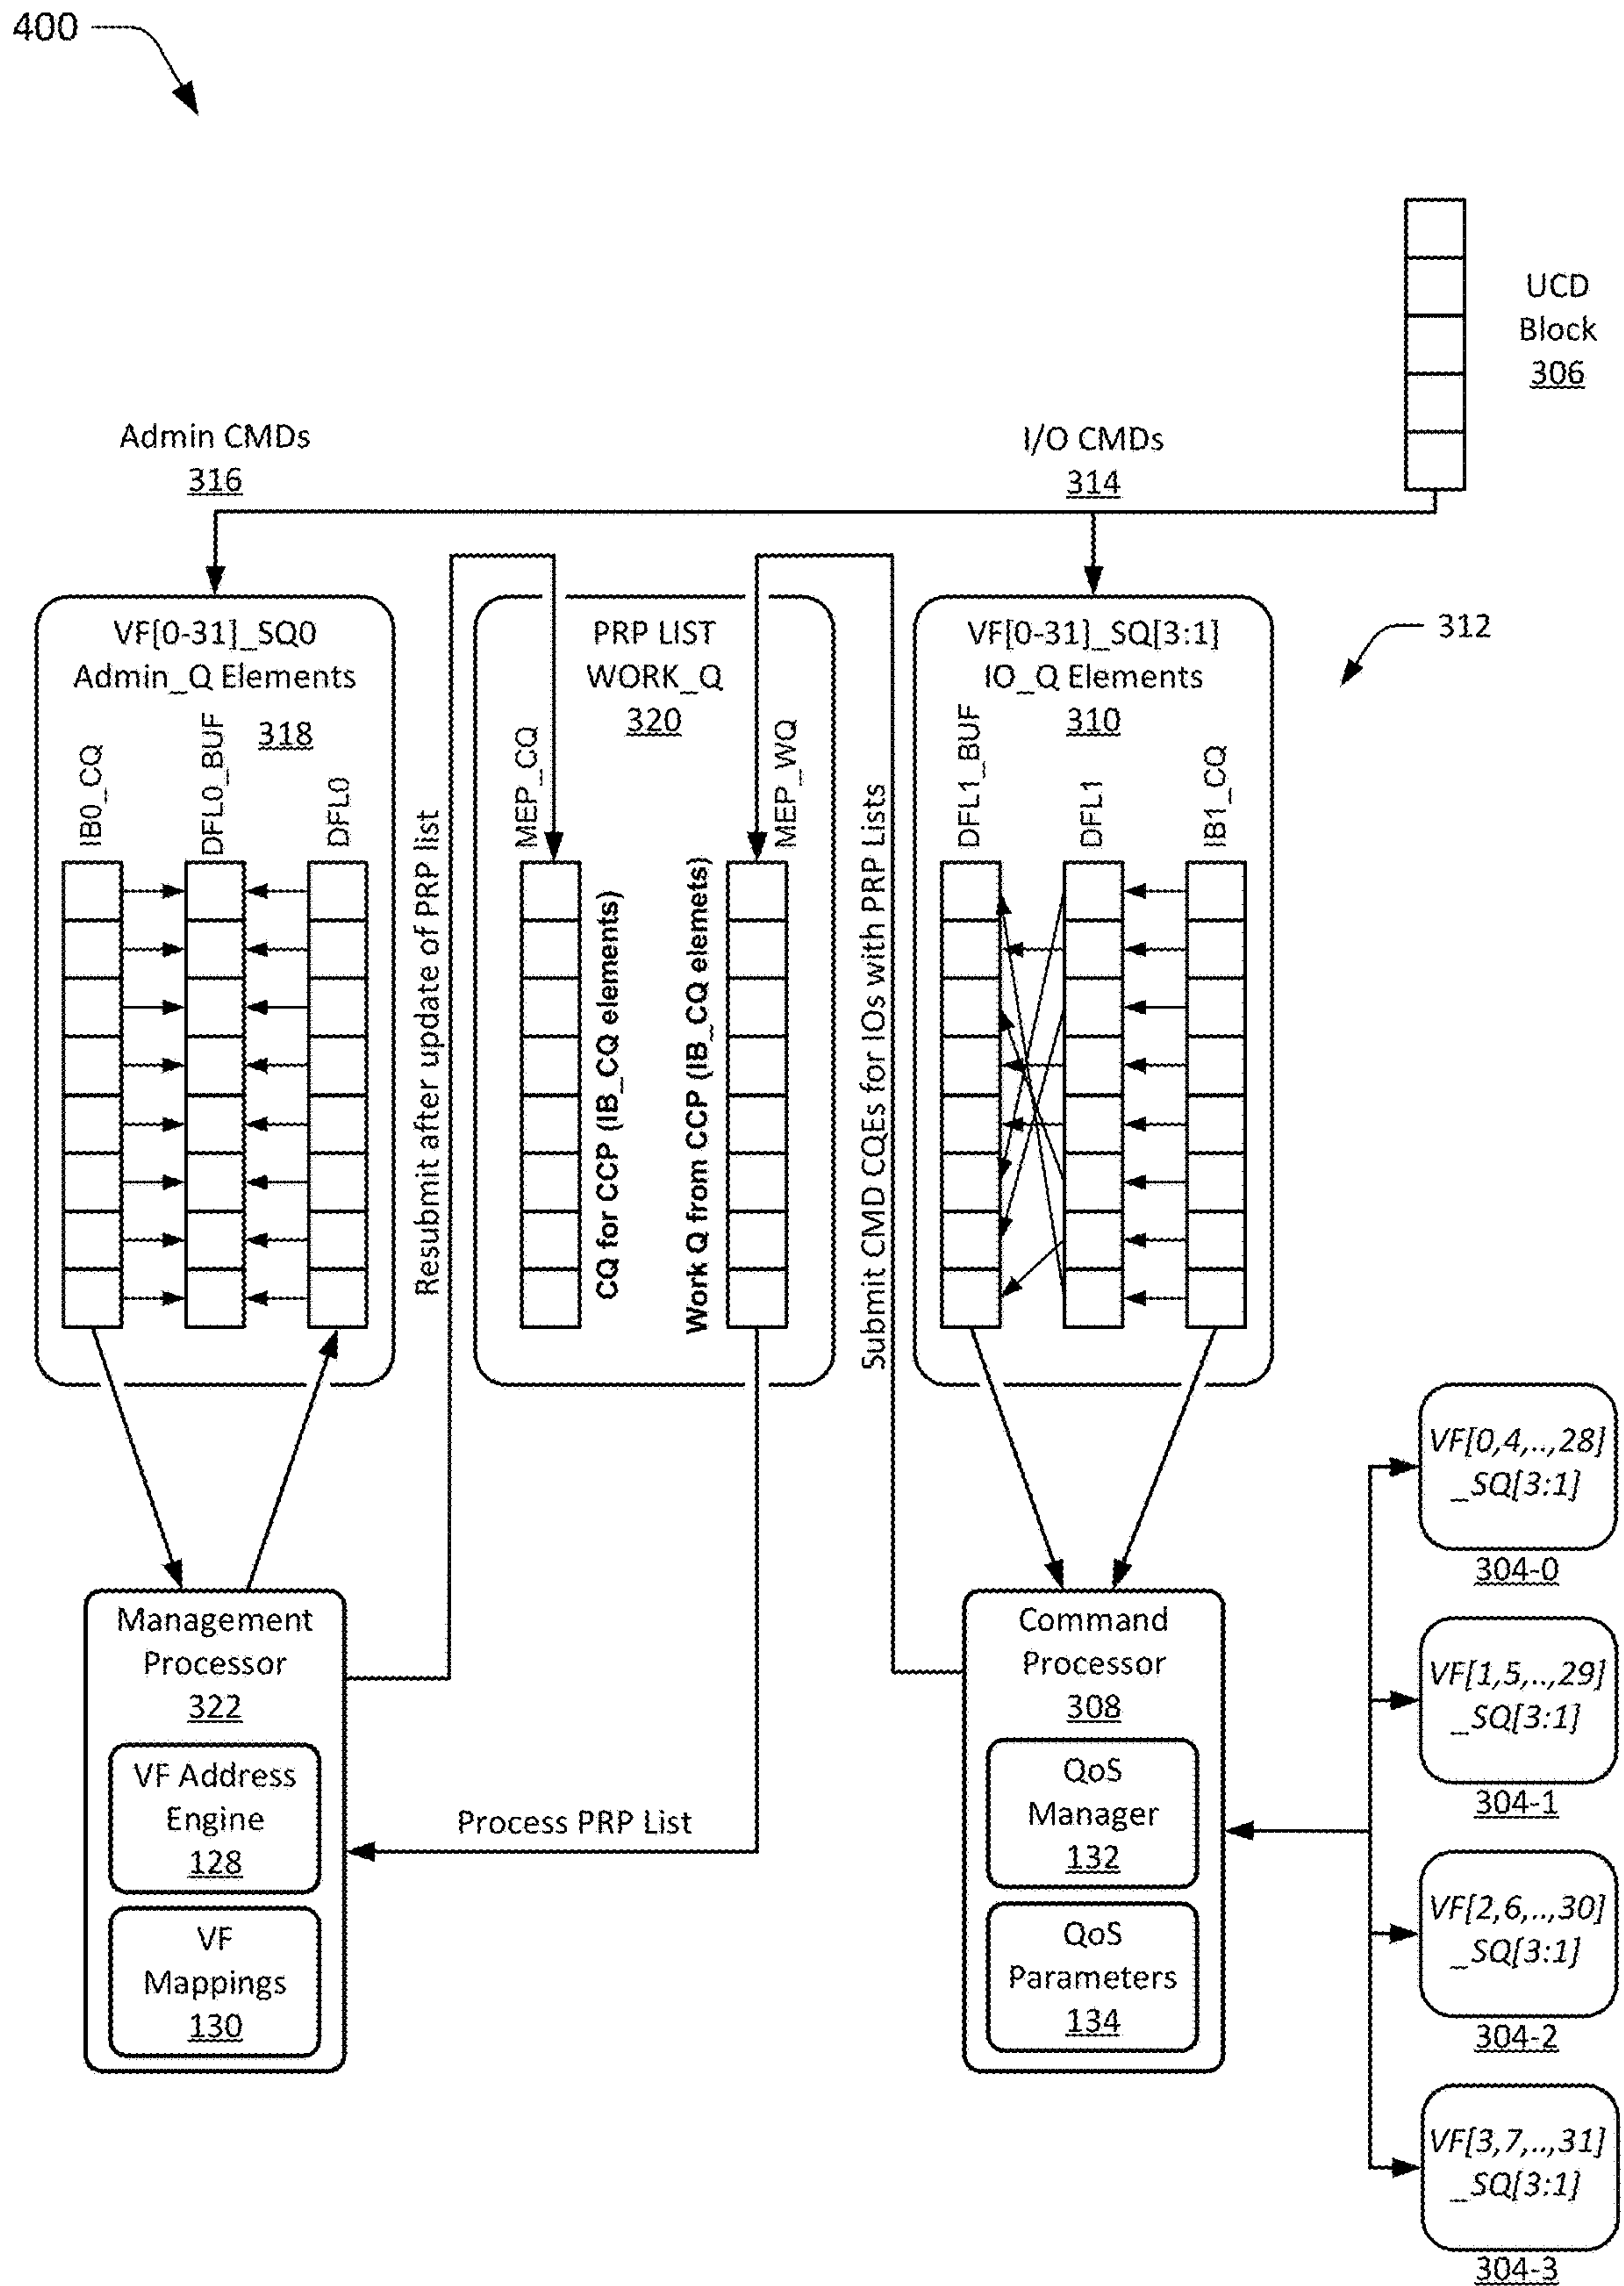 400
UCD
Block
306
Admin CMDs
316
I/O CMDs
314
VF[0-31]_SQ0
Admin_Q Elements
318
IB0_CQ
DFL0_BUF
DFL0
Resubmit after update of PRP list
PRP LIST
WORK_Q
320
MEP_CQ
CQ for CCP (IB_CQ elements)
Work Q from CCP (IB_CQ elemets)
MEP_WQ
Submit CMD CQEs for IOs with PRP Lists
VF[0-31]_SQ[3:1]
IO_Q Elements
310
DFL1_BUF
DFL1
IB1_CQ
312
Management
Processor
322
VF Address
Engine
128
VF
Mappings
130
Process PRP List
Command
Processor
308
QoS
Manager
132
QoS
Parameters
134
VF[0,4,..,28]
_SQ[3:1]
304-0
VF[1,5,..,29]
_SQ[3:1]
304-1
VF[2,6,..,30]
_SQ[3:1]
304-2
VF[3,7,..,31]
_SQ[3:1]
304-3